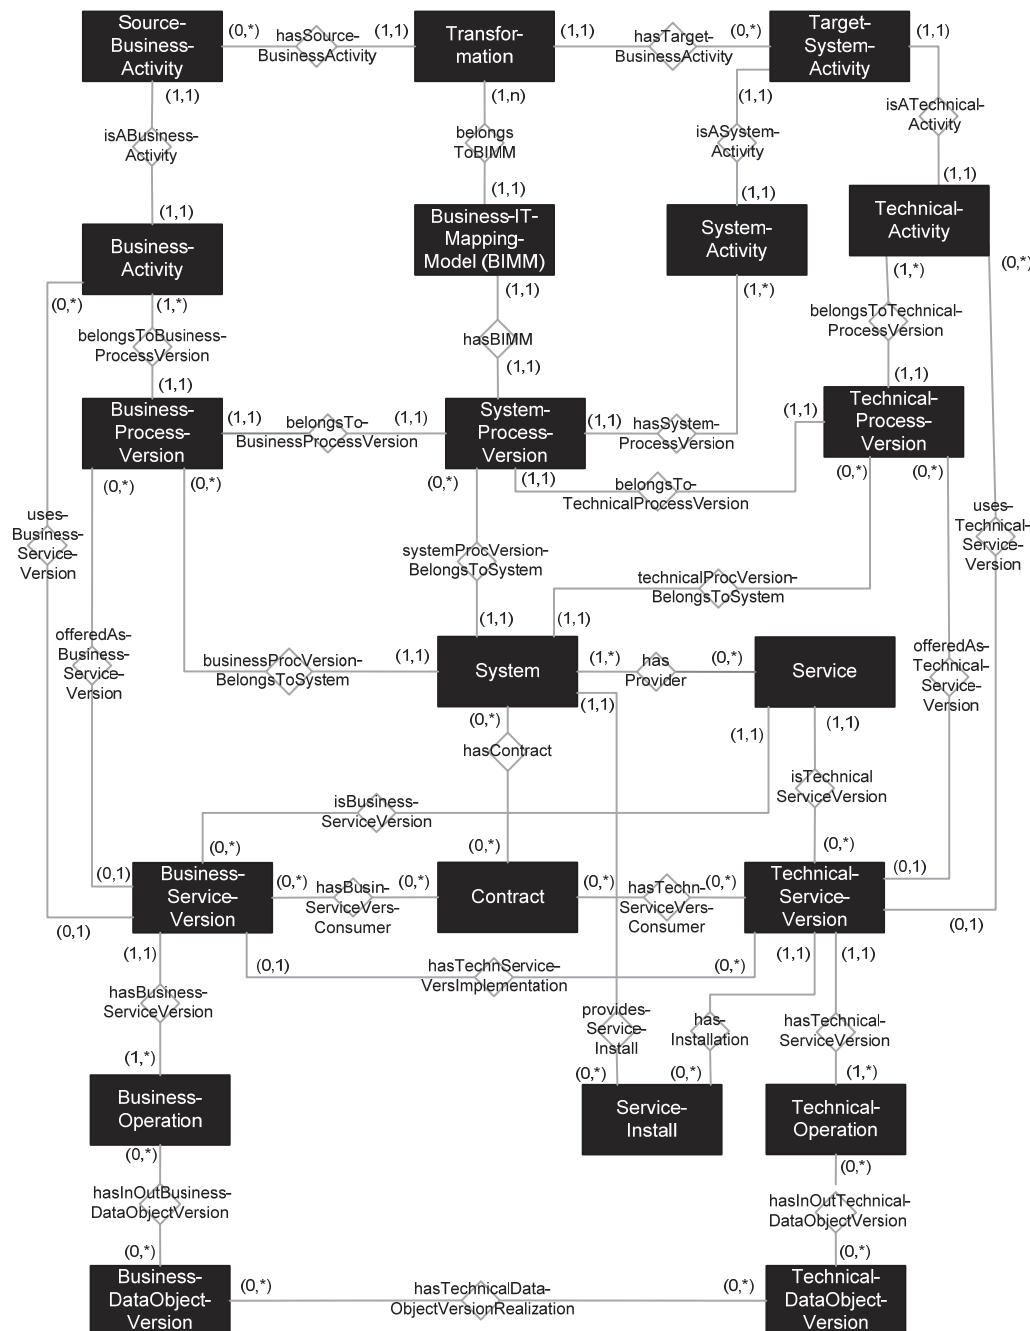 Source-
Business-
Activity
(0,*)
hasSource-
BusinessActivity
(1,1)
Transfor-
mation
(1,1)
hasTarget-
BusinessActivity
(0,*)
Target-
System-
Activity
(1,1)
(1,1)
(1,n)
(1,1)
isATechnical-
Activity
isABusiness-
Activity
belongs
ToBIMM
isASystem-
Activity
(1,1)
(1,1)
(1,1)
(1,1)
Business-
Activity
Business-IT-
Mapping-
Model (BIMM)
System-
Activity
Technical-
Activity
(0,*)
(1,*)
(1,1)
(1,*)
(1,*)
(0,*)
belongsToBusiness-
ProcessVersion
hasBIMM
belongsToTechnical-
ProcessVersion
(1,1)
(1,1)
(1,1)
Business-
Process-
Version
(1,1)
belongsTo-
BusinessProcessVersion
(1,1)
System-
Process-
Version
(1,1)
hasSystem-
ProcessVersion
(1,1)
Technical-
Process-
Version
(0,*)
(0,*)
(0,*)
(1,1)
belongsTo-
TechnicalProcessVersion
(0,*)
(0,*)
uses-
Business-
Service-
Version
systemProcVersion-
BelongsToSystem
technicalProcVersion-
BelongsToSystem
uses-
Technical-
Service-
Version
(1,1)
(1,1)
offeredAs-
Business-
Service-
Version
businessProcVersion-
BelongsToSystem
(1,1)
System
(1,*)
has
Provider
(0,*)
Service
offeredAs-
Technical-
Service-
Version
(0,*)
(1,1)
(1,1)
(1,1)
hasContract
isTechnical
ServiceVersion
isBusiness-
ServiceVersion
(0,*)
(0,*)
(0,*)
(0,1)
Business-
Service-
Version
(0,*)
hasBusin-
ServiceVers-
Consumer
(0,*)
Contract
(0,*)
hasTechn-
ServiceVers-
Consumer
(0,*)
Technical-
Service-
Version
(0,1)
(0,1)
(0,1)
(1,1)
(0,1)
hasTechnService-
VersImplementation
(0,*)
(1,1)
(1,1)
hasBusiness-
ServiceVersion
provides-
Service-
Install
has-
Installation
hasTechnical-
ServiceVersion
(1,*)
(0,*)
(0,*)
(1,*)
Business-
Operation
Service-
Install
Technical-
Operation
(0,*)
(0,*)
hasInOutBusiness-
DataObjectVersion
hasInOutTechnical-
DataObjectVersion
(0,*)
(0,*)
Business-
DataObject-
Version
(0,*)
hasTechnicalData-
ObjectVersionRealization
(0,*)
Technical-
DataObject-
Version